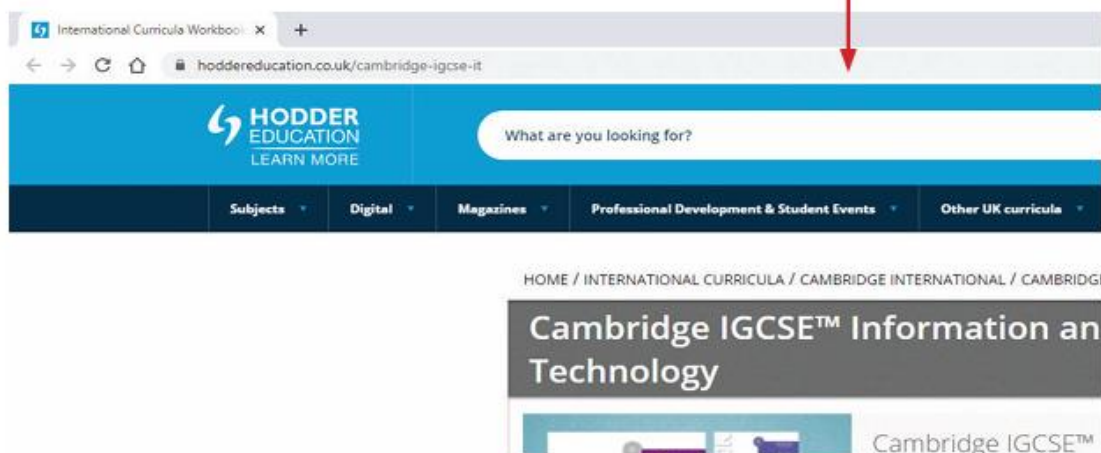 International Curricula Workboo
hoddereducation.co.uk/cambridge-igcse-it
HODDER
EDUCATION
LEARN MORE
What are you looking for?
Subjects Digital Magazines Professional Development & Student Events Other UK curricula
HOME / INTERNATIONAL CURRICULA / CAMBRIDGE INTERNATIONAL / CAMBRIDGE
Cambridge IGCSE™ Information an
Technology
Cambridge IGCSE™